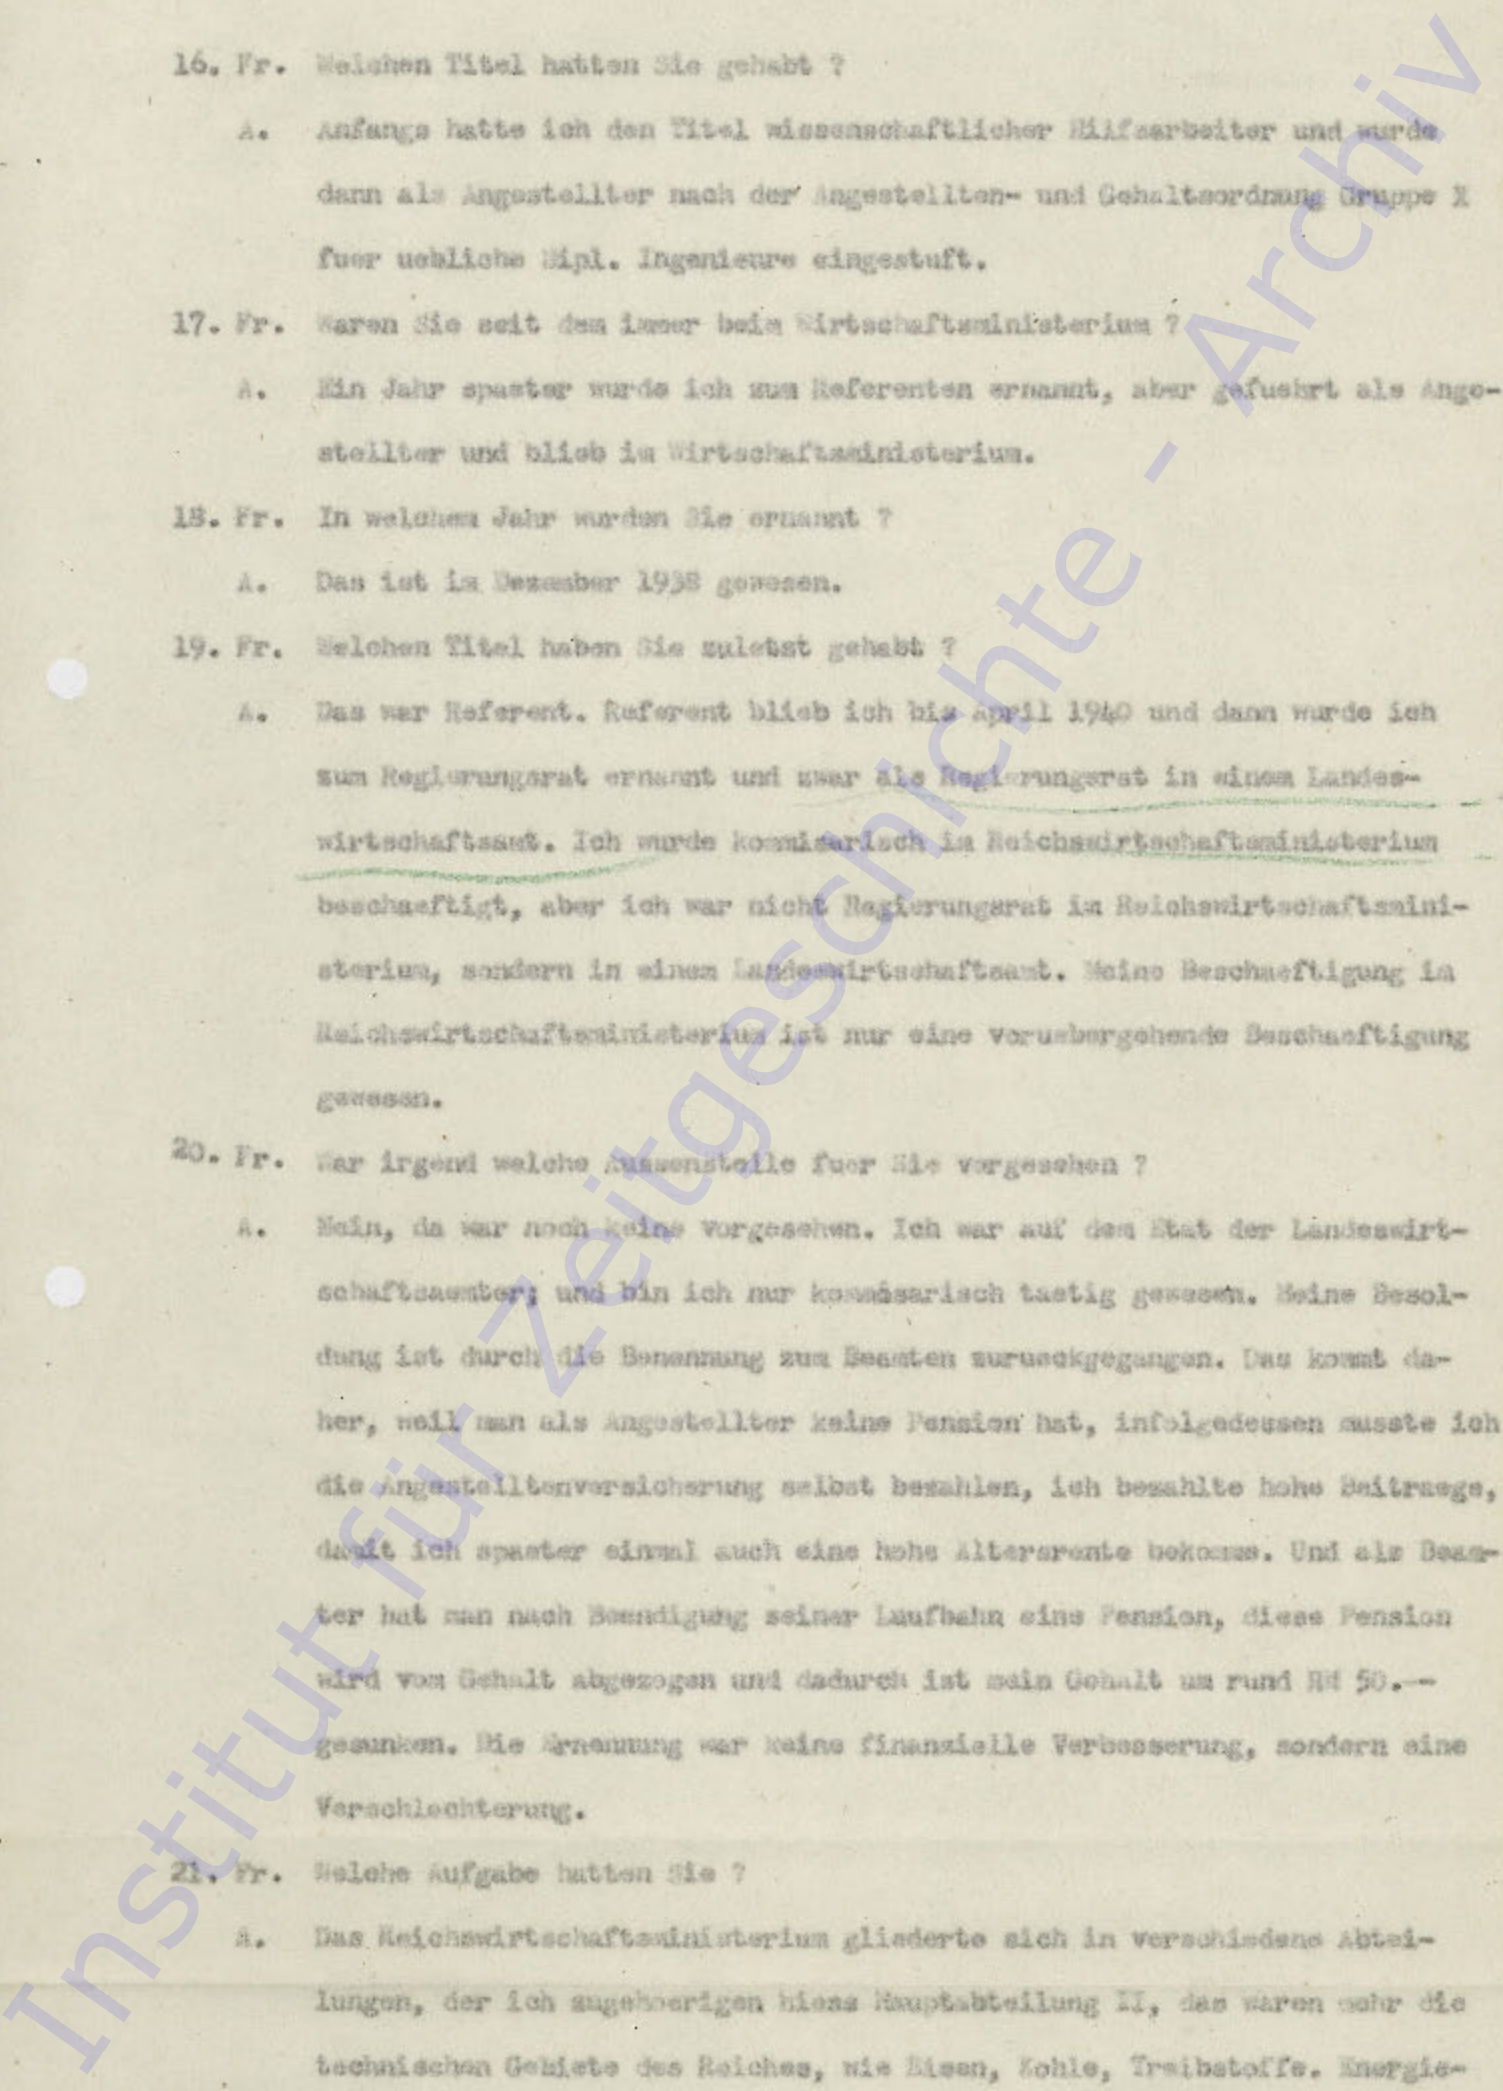 16. Fr. Welchen Titel hatten Sie gehabt ?
A. Anfangs hatte ich den Titel wissenschaftlicher Hilfsarbeiter und wurde
dann als Angestellter nach der Angestellten- und Gehaltsordnung Gruppe X
fuer uebliche Dipl. Ingenieure eingestuft.
17. Fr. Waren Sie seit dem immer beim Wirtschaftsministerium ?
A. Ein Jahr spaeter wurde ich zum Referenten ernannt, aber gefuehrt als Ange-
stellter und blieb im Wirtschaftsministerium.
18. Fr. In welchem Jahr wurden Sie ernannt ?
A. Das ist im Dezember 1938 gewesen.
19. Fr. Welchen Titel haben Sie zuletzt gehabt ?
A. Das war Referent. Referent blieb ich bis April 1940 und dann wurde ich
zum Regierungsrat ernannt und zwar als Regierungsrat in einem Landes-
wirtschaftsamt. Ich wurde kommisarisch im Reichswirtschaftsministerium
beschaeftigt, aber ich war nicht Regierungsrat im Reichswirtschaftsmini-
sterium, sondern in einem Landeswirtschaftsamt. Meine Beschaeftigung im
Reichswirtschaftsministerium ist nur eine voruebergehende Beschaeftigung
gewesen.
20. Fr. War irgend welche Aussenstelle fuer Sie vorgesehen ?
A. Nein, da war noch keine vorgesehen. Ich war auf dem Etat der Landeswirt-
schaftsaemter; und bin ich nur kommisarisch taetig gewesen. Meine Besol-
dung ist durch die Benennung zum Beamten zurueckgegangen. Das kommt da-
her, weil man als Angestellter keine Pension hat, infolgedessen musste ich
die Angestelltenversicherung selbst bezahlen, ich bezahlte hohe Beitraege,
damit ich spaeter einmal auch eine hohe Altersrente bekomme. Und als Beam-
ter hat man nach Beendigung seiner Laufbahn eine Pension, diese Pension
wird vom Gehalt abgezogen und dadurch ist mein Gehalt um rund RM 50.--
gesunken. Die Ernennung war keine finanzielle Verbesserung, sondern eine
Verschlechterung.
21. Fr. Welche Aufgabe hatten Sie ?
A. Das Reichswirtschaftsministerium gliederte sich in verschiedene Abtei-
lungen, der ich zugehoerigen hiess Hauptabteilung II, das waren mehr die
technischen Gebiete des Reiches, wie Eisen, Kohle, Treibstoffe. Energie-
Institut für Zeitgeschichte - Archiv